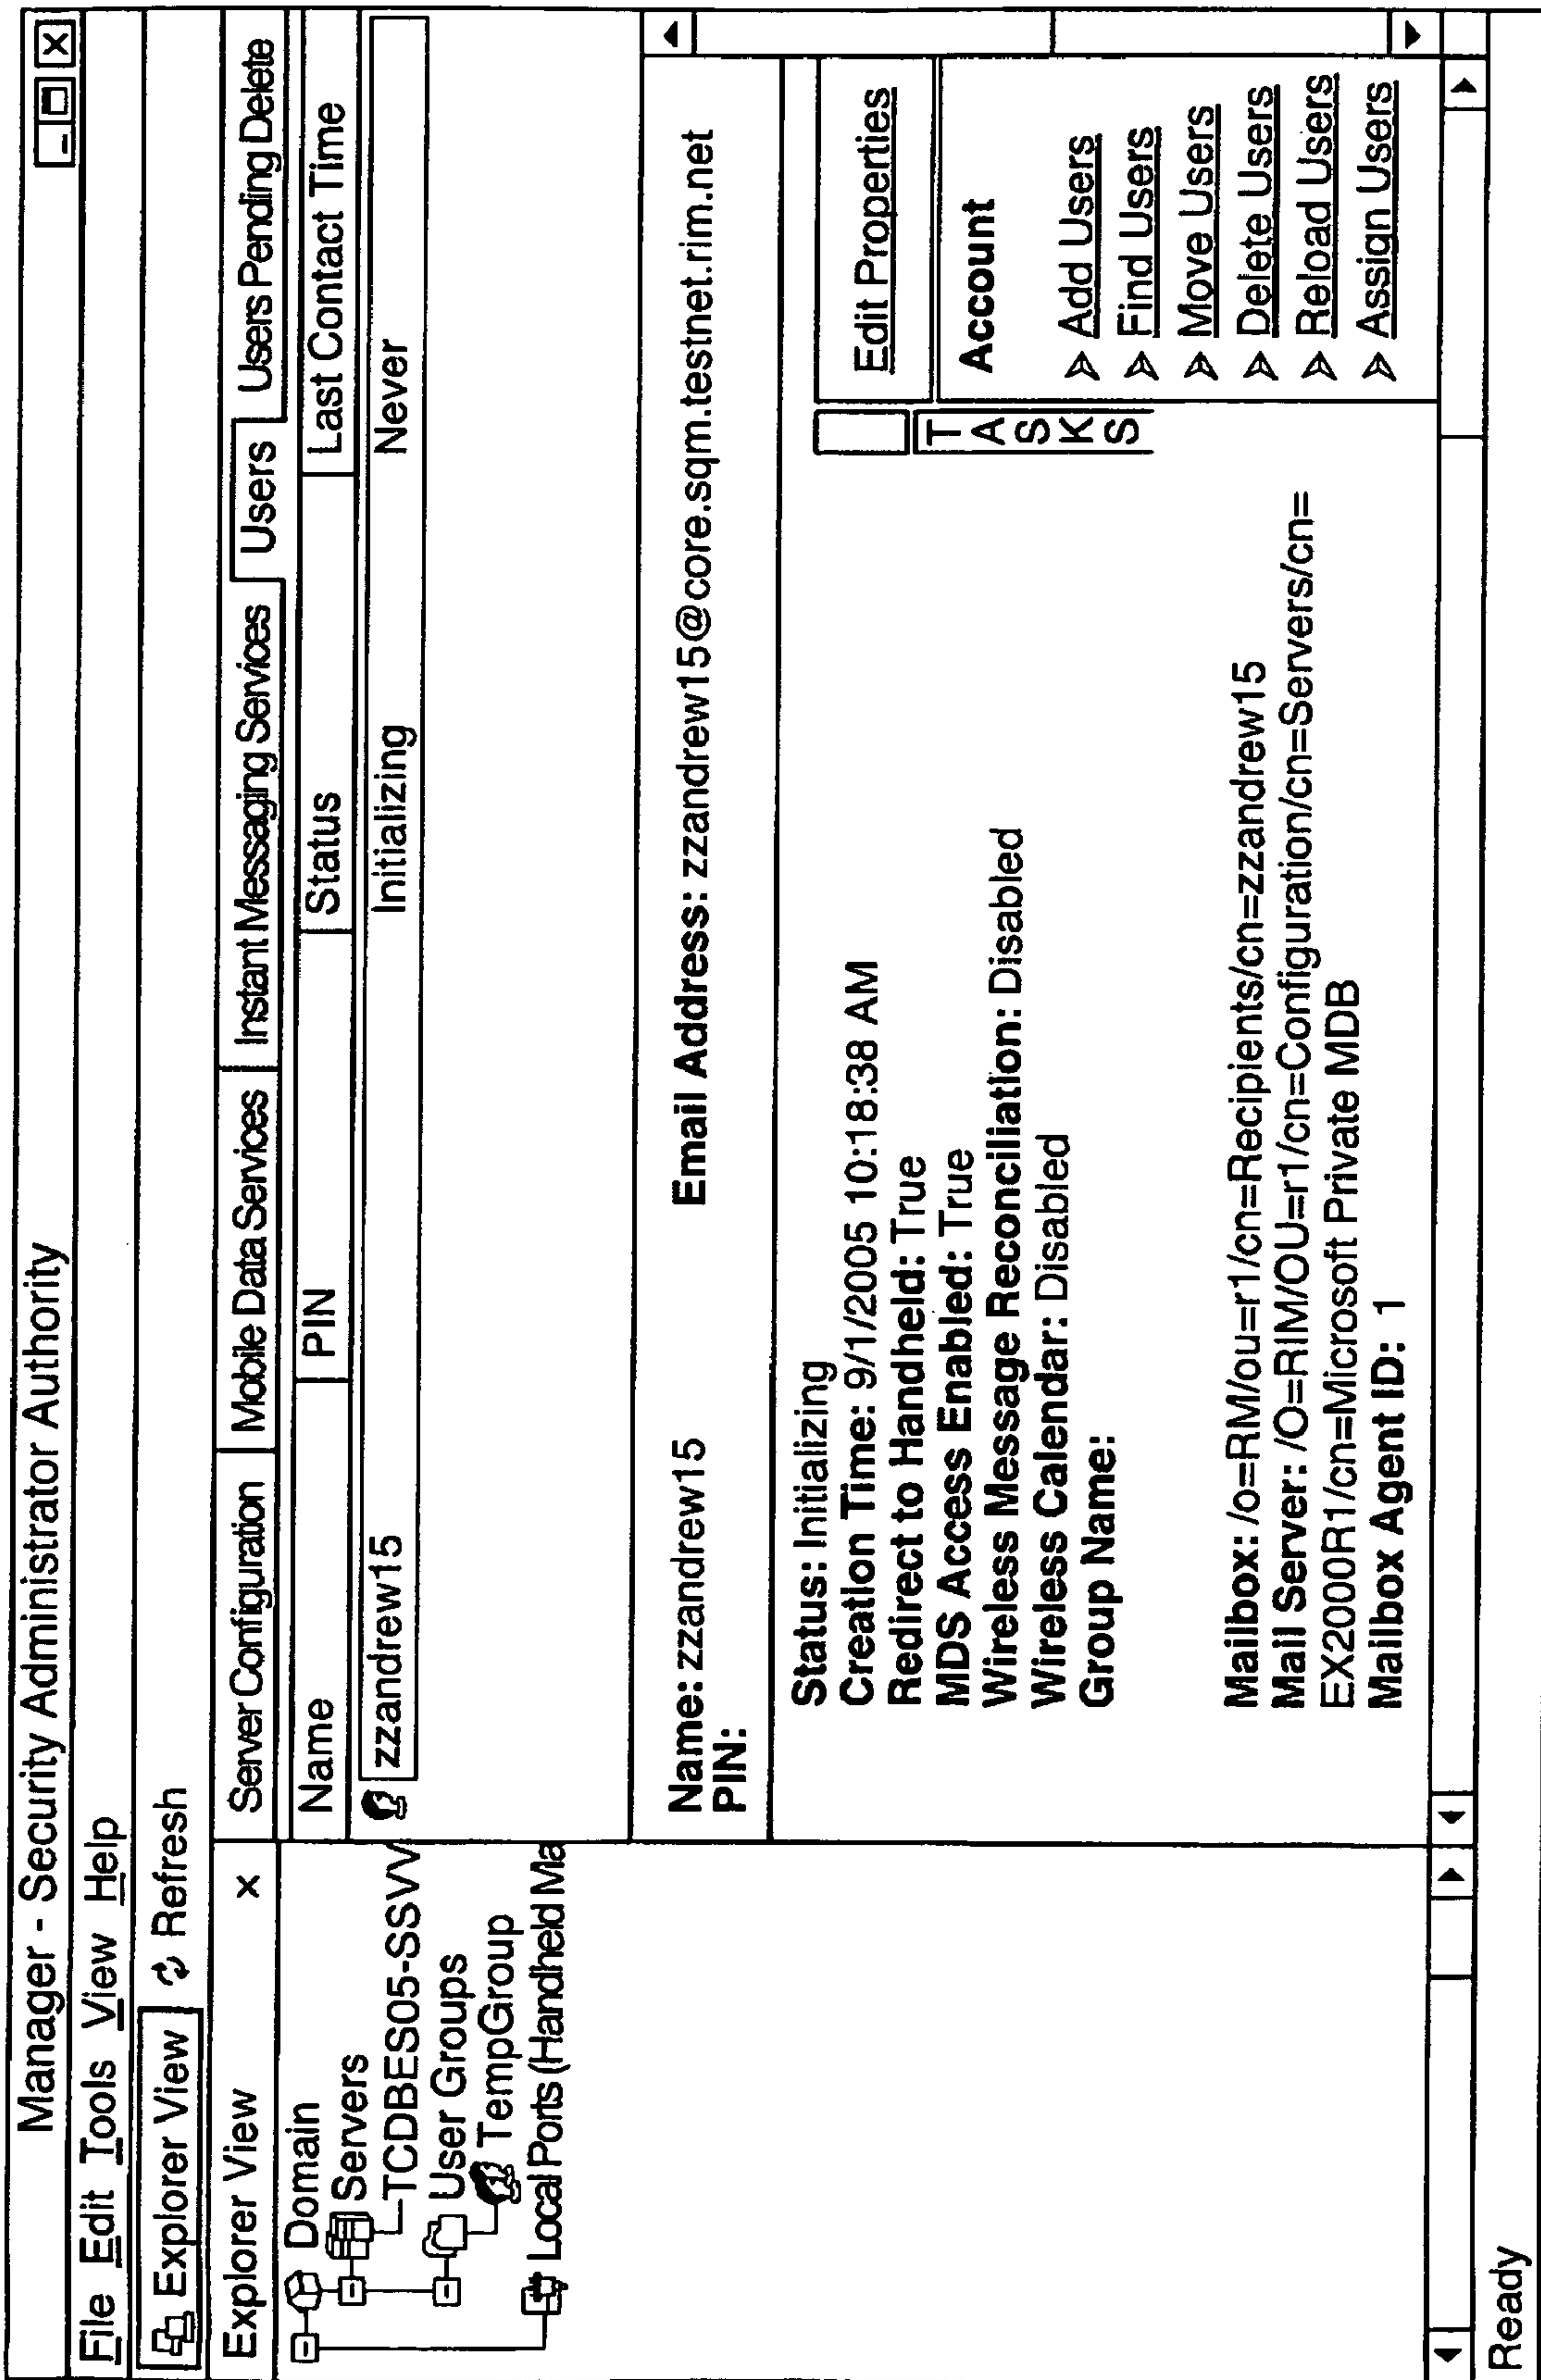 Manager - Security Administrator Authority
File Edit Tools View Help
Explorer View Refresh
Explorer View x
Domain
Servers
TCDBES05-SSVV
User Groups
TempGroup
Local Ports (Handheld Ma
Server Configuration Mobile Data Services Instant Messaging Services Users Users Pending Delete
Name PIN Status Last Contact Time
zzandrew15 Initializing Never
Name: zzandrew15 Email Address: zzandrew15@core.sqm.testnet.rim.net
PIN:
Status: Initializing
Creation Time: 9/1/2005 10:18:38 AM
Redirect to Handheld: True
MDS Access Enabled: True
Wireless Message Reconciliation: Disabled
Wireless Calendar: Disabled
Group Name:
Mailbox: /o=RM/ou=r1/cn=Recipients/cn=zzandrew15
Mail Server: /O=RIM/OU=r1/cn=Configuration/cn=Servers/cn=
EX2000R1/cn=Microsoft Private MDB
Mailbox Agent ID: 1
TASKS
Edit Properties
Account
Add Users
Find Users
Move Users
Delete Users
Reload Users
Assign Users
Ready